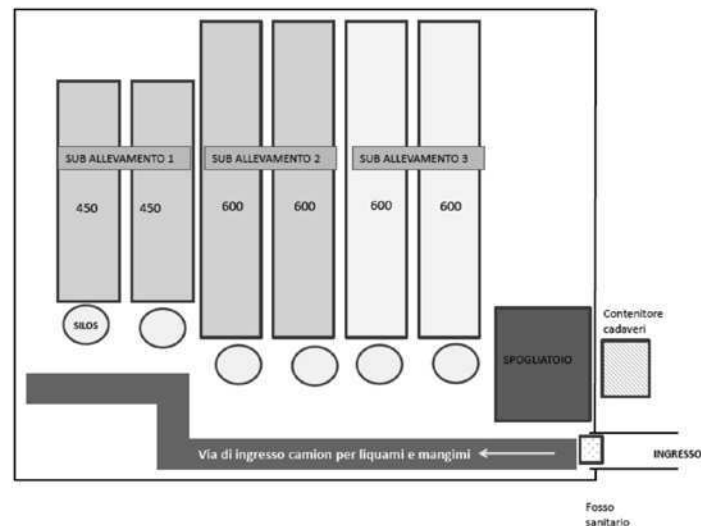 SUB ALLEVAMENTO 1
SUB ALLEVAMENTO 2
SUB ALLEVAMENTO 3
450
450
600
600
600
600
SILOS
Contenitore
cadaveri
SPOGLIATOIO
Via di ingresso camion per liquami e mangimi
INGRESSO
Fosso
sanitario